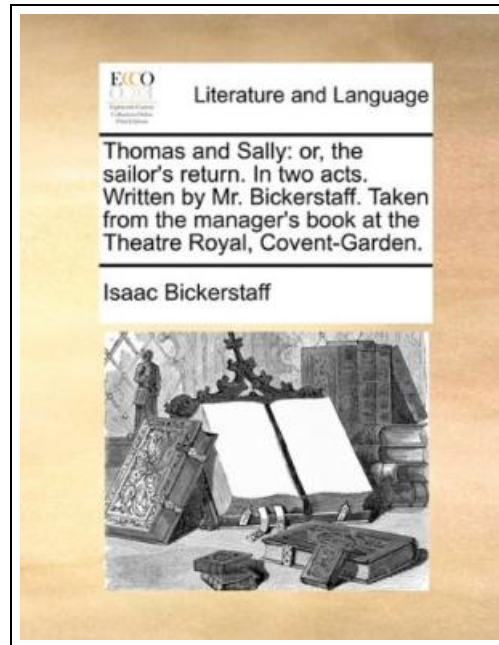 ECCO
Literature and Language
Thomas and Sally: or, the
sailor's return. In two acts.
Written by Mr. Bickerstaff. Taken
from the manager's book at the
Theatre Royal, Covent-Garden.
Isaac Bickerstaff